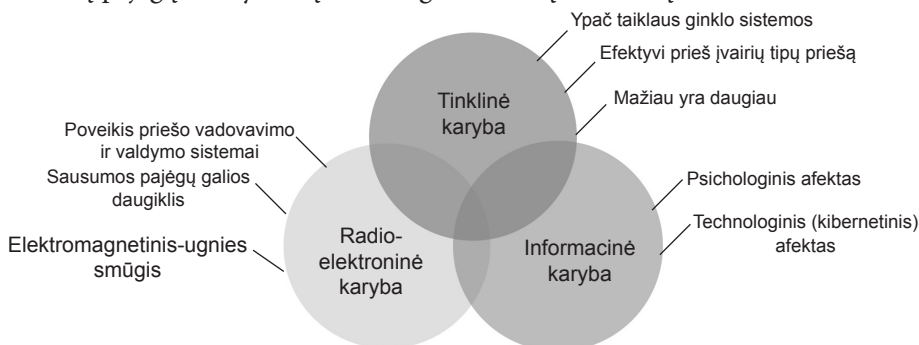 Ypač taiklaus ginklo sistemos
Efektyvi prieš įvairių tipų priešą
Mažiau yra daugiau
Tinklinė
karyba
Poveikis priešo vadovavimo
ir valdymo sistemai
Sausumos pajėgų galios
daugiklis
Elektromagnetinis-ugnies
smūgis
Radio-
elektroninė
karyba
Informacinė
karyba
Psichologinis afektas
Technologinis (kibernetinis)
afektas